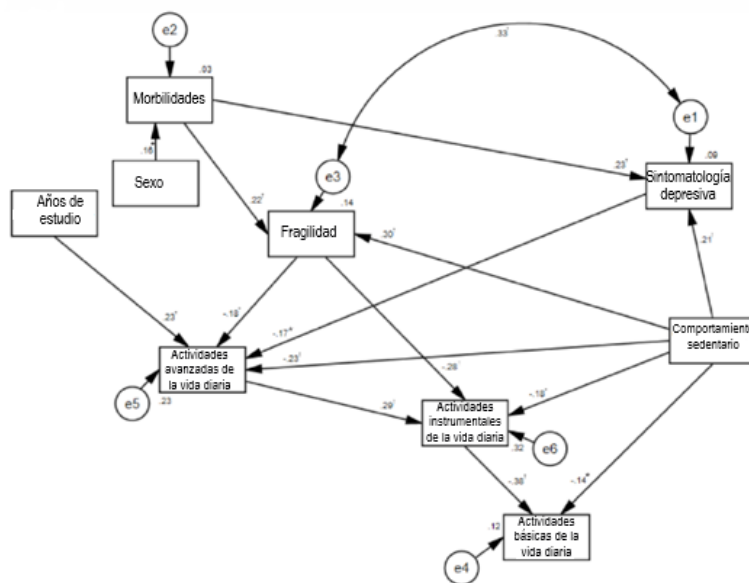 e2
.33†
.03
Morbilidades
e1
.16*
.23†
.09
Sexo
e3
Sintomatología
depresiva
Años de
estudio
.22†
.14
Fragilidad
.30†
.21†
.23†
-.18†
-.17*
Comportamiento
sedentario
Actividades
avanzadas de
la vida diaria
-.23†
-.28†
-.18†
e5
.23
.29†
Actividades
instrumentales
de la vida diaria
.32
e6
-.38†
-.14*
.12
Actividades
básicas de la
vida diaria
e4